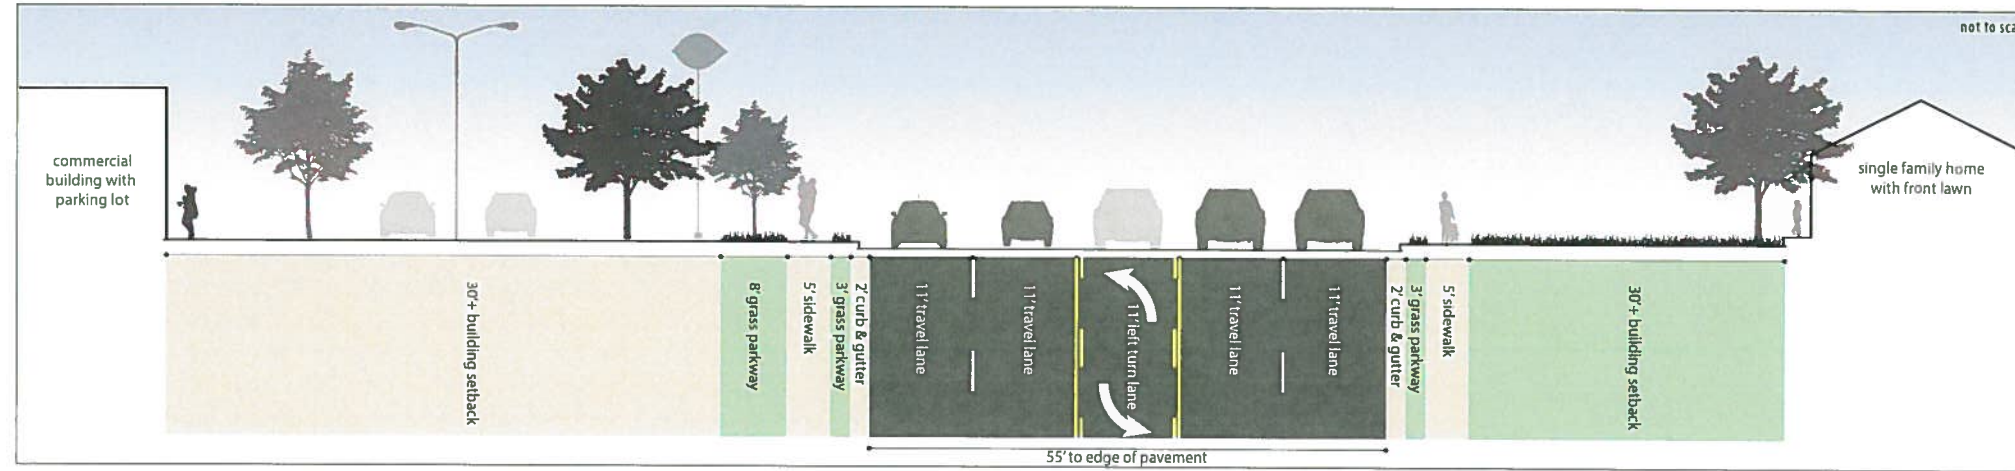 not to sca
commercial
building with
parking lot
single family home
with front lawn
30'+ building setback
8' grass parkway
5' sidewalk
3' grass parkway
2' curb & gutter
11' travel lane
11' travel lane
11' left turn lane
11' travel lane
11' travel lane
2' curb & gutter
3' grass parkway
5' sidewalk
30'+ building setback
55' to edge of pavement